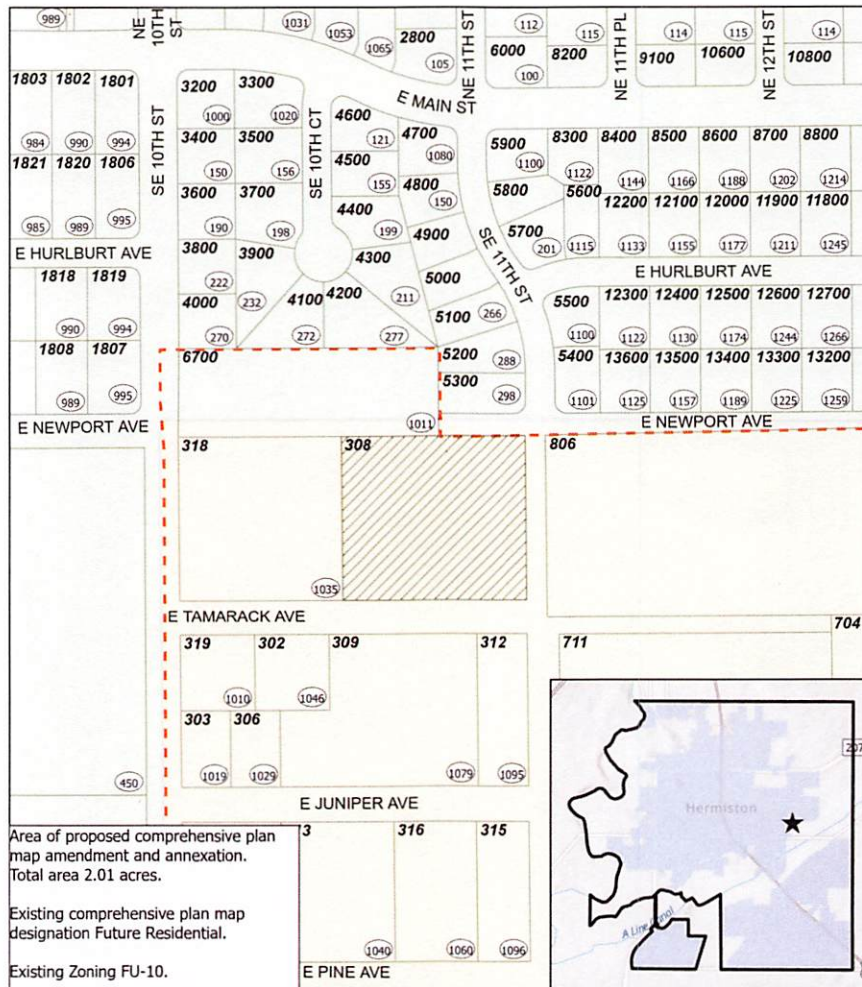 989
NE 10TH ST
1031
1053
1065
2800
105
NE 11TH ST
112
6000
100
115
8200
NE 11TH PL
114
9100
115
10600
NE 12TH ST
114
10800
1803 1802 1801
984 990 994
1821 1820 1806
985 989 995
SE 10TH ST
3200 3300
1000 1020
3400 3500
150 156
3600 3700
190 198
3800 3900
222
4000 232
270
4100 4200
272 277
SE 10TH CT
E MAIN ST
4600
121
4500
155
4400
199
4300
211
4700
1080
4800
150
4900
5000
5100 266
5200 288
5300 298
SE 11TH ST
5900
1100
5800
5700
201
8300 8400 8500 8600 8700 8800
1122 1144 1166 1188 1202 1214
5600 12200 12100 12000 11900 11800
1115 1133 1155 1177 1211 1245
E HURLBURT AVE
E HURLBURT AVE
1818 1819
990 994
1808 1807
989 995
5500 12300 12400 12500 12600 12700
1100 1122 1130 1174 1244 1266
5400 13600 13500 13400 13300 13200
1101 1125 1157 1189 1225 1259
E NEWPORT AVE
E NEWPORT AVE
6700
1011
318
1035
308
806
E TAMARACK AVE
319 302 309 312
1010 1046
303 306
1019 1029 1079 1095
711
704
450
E JUNIPER AVE
3 316 315
1040 1060 1096
E PINE AVE
Area of proposed comprehensive plan
map amendment and annexation.
Total area 2.01 acres.
Existing comprehensive plan map
designation Future Residential.
Existing Zoning FU-10.
207
Hermiston
A Line Canal